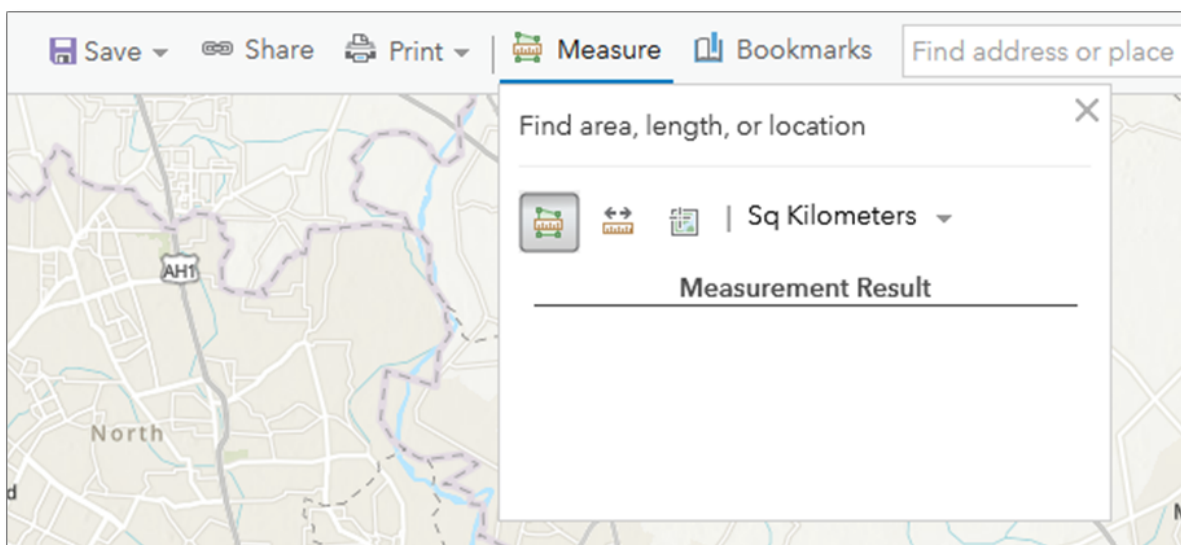 Save Share Print | Measure Bookmarks Find address or place
Find area, length, or location
| Sq Kilometers
Measurement Result
AH1
North
d
M